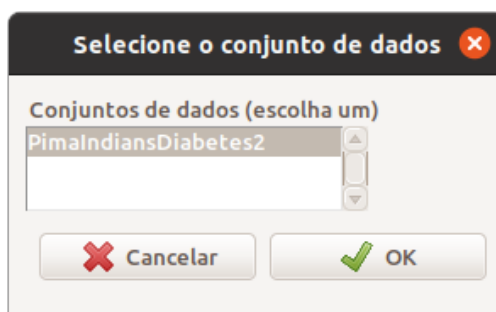 Selecione o conjunto de dados
Conjuntos de dados (escolha um)
PimaIndiansDiabetes2
Cancelar
OK